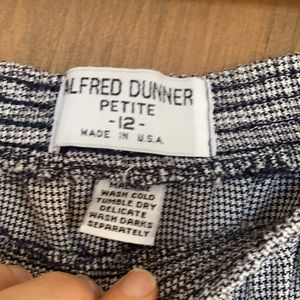 ALFRED DUNNER
PETITE
-12-
MADE IN U.S.A.
WASH COLD
TUMBLE DRY
DELICATE
WASH DARKS
SEPARATELY